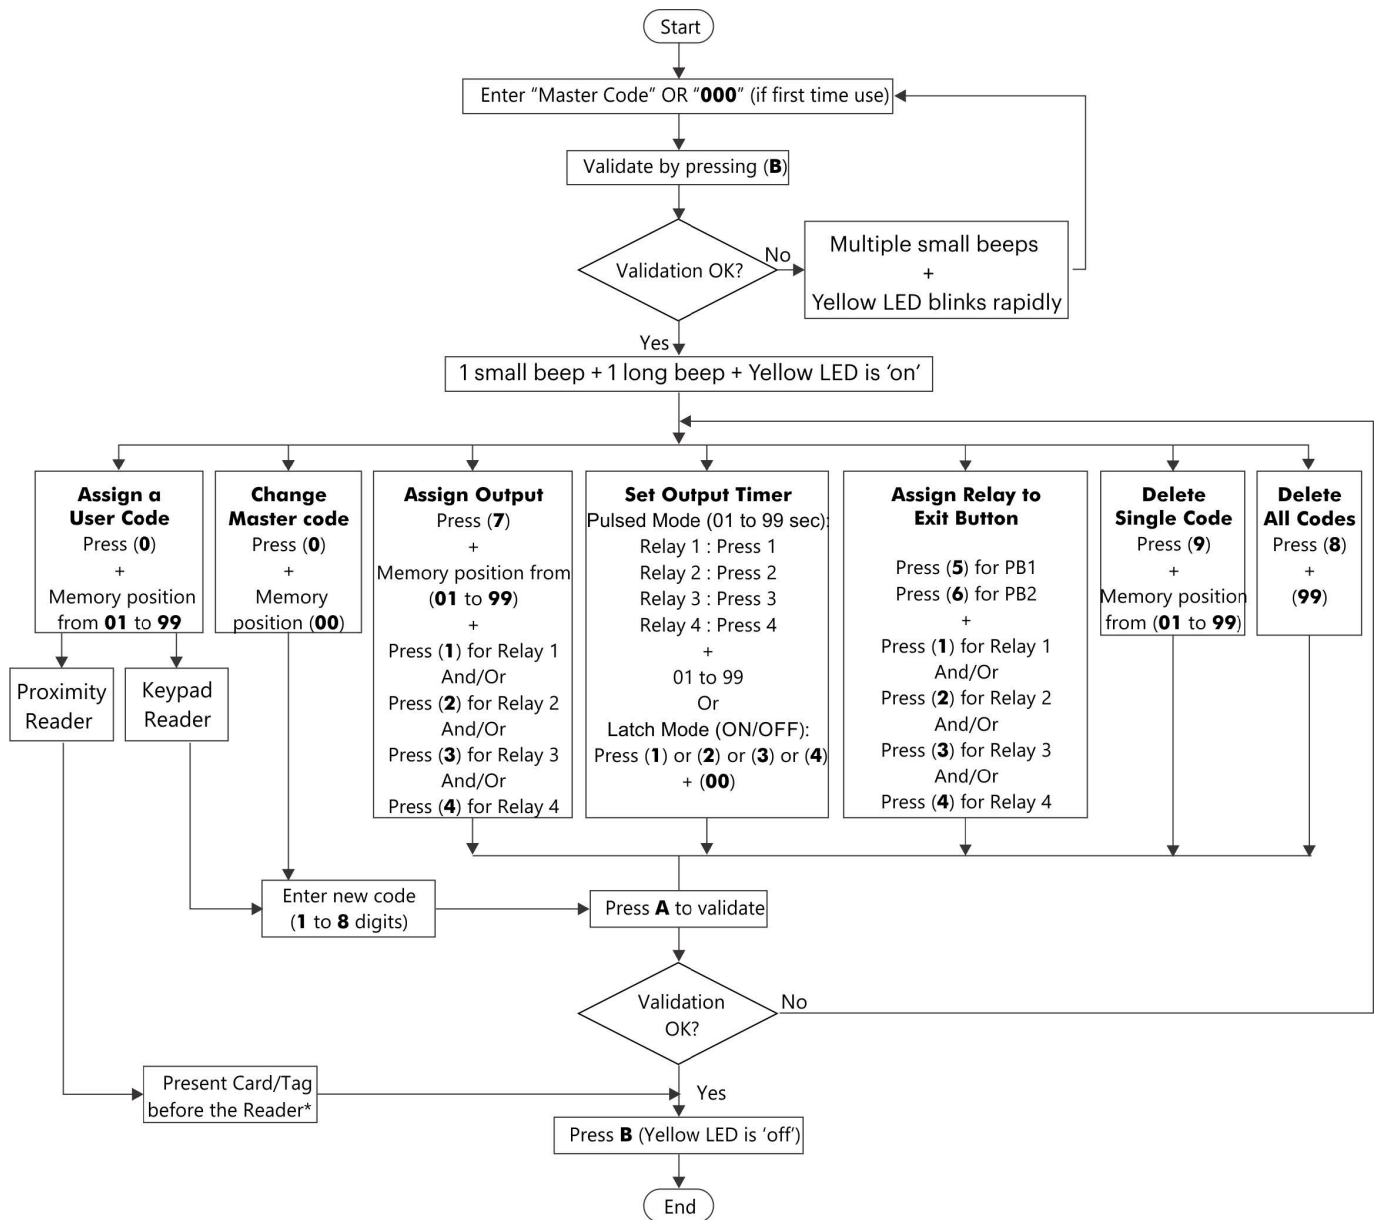 Start
Enter “Master Code” OR “000” (if first time use)
Validate by pressing (B)
Validation OK?
No
Multiple small beeps
+
Yellow LED blinks rapidly
Yes
1 small beep + 1 long beep + Yellow LED is ‘on’
Assign a
User Code
Press (0)
+
Memory position
from 01 to 99
Proximity
Reader
Keypad
Reader
Change
Master code
Press (0)
+
Memory
position (00)
Assign Output
Press (7)
+
Memory position from
(01 to 99)
+
Press (1) for Relay 1
And/Or
Press (2) for Relay 2
And/Or
Press (3) for Relay 3
And/Or
Press (4) for Relay 4
Set Output Timer
Pulsed Mode (01 to 99 sec):
Relay 1 : Press 1
Relay 2 : Press 2
Relay 3 : Press 3
Relay 4 : Press 4
+
01 to 99
Or
Latch Mode (ON/OFF):
Press (1) or (2) or (3) or (4)
+ (00)
Assign Relay to
Exit Button
Press (5) for PB1
Press (6) for PB2
+
Press (1) for Relay 1
And/Or
Press (2) for Relay 2
And/Or
Press (3) for Relay 3
And/Or
Press (4) for Relay 4
Delete
Single Code
Press (9)
+
Memory position
from (01 to 99)
Delete
All Codes
Press (8)
+
(99)
Enter new code
(1 to 8 digits)
Press A to validate
Validation
OK?
No
Present Card/Tag
before the Reader*
Yes
Press B (Yellow LED is ‘off’)
End